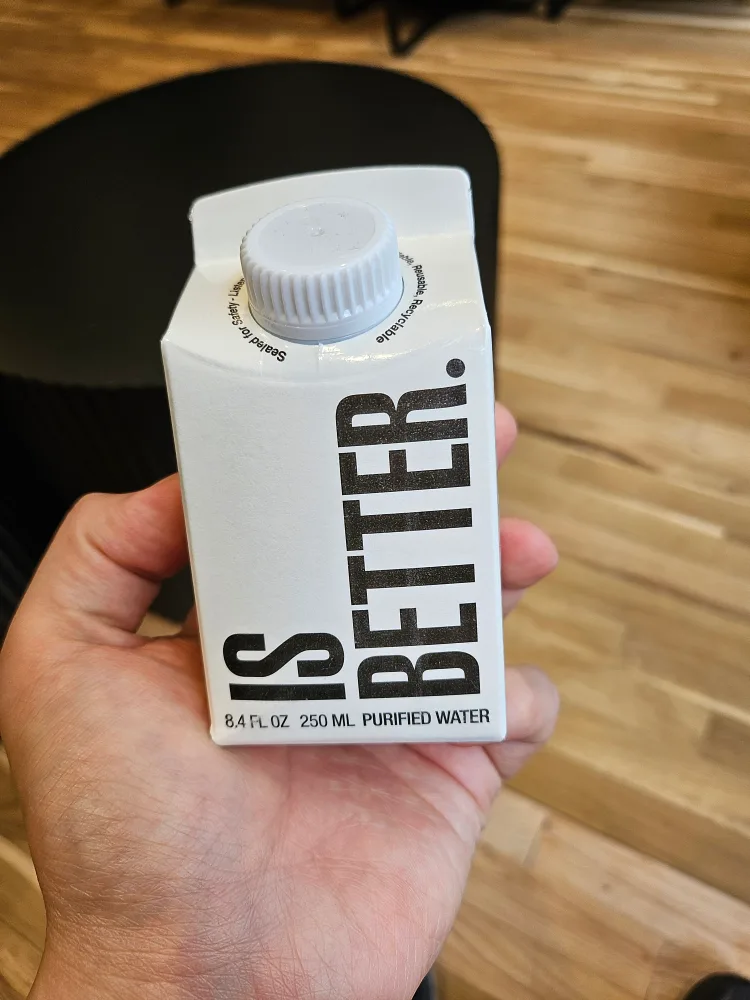 Sealed for Safety -
Reusable, Recyclable
IS
BETTER.
8.4 FL OZ 250 ML PURIFIED WATER